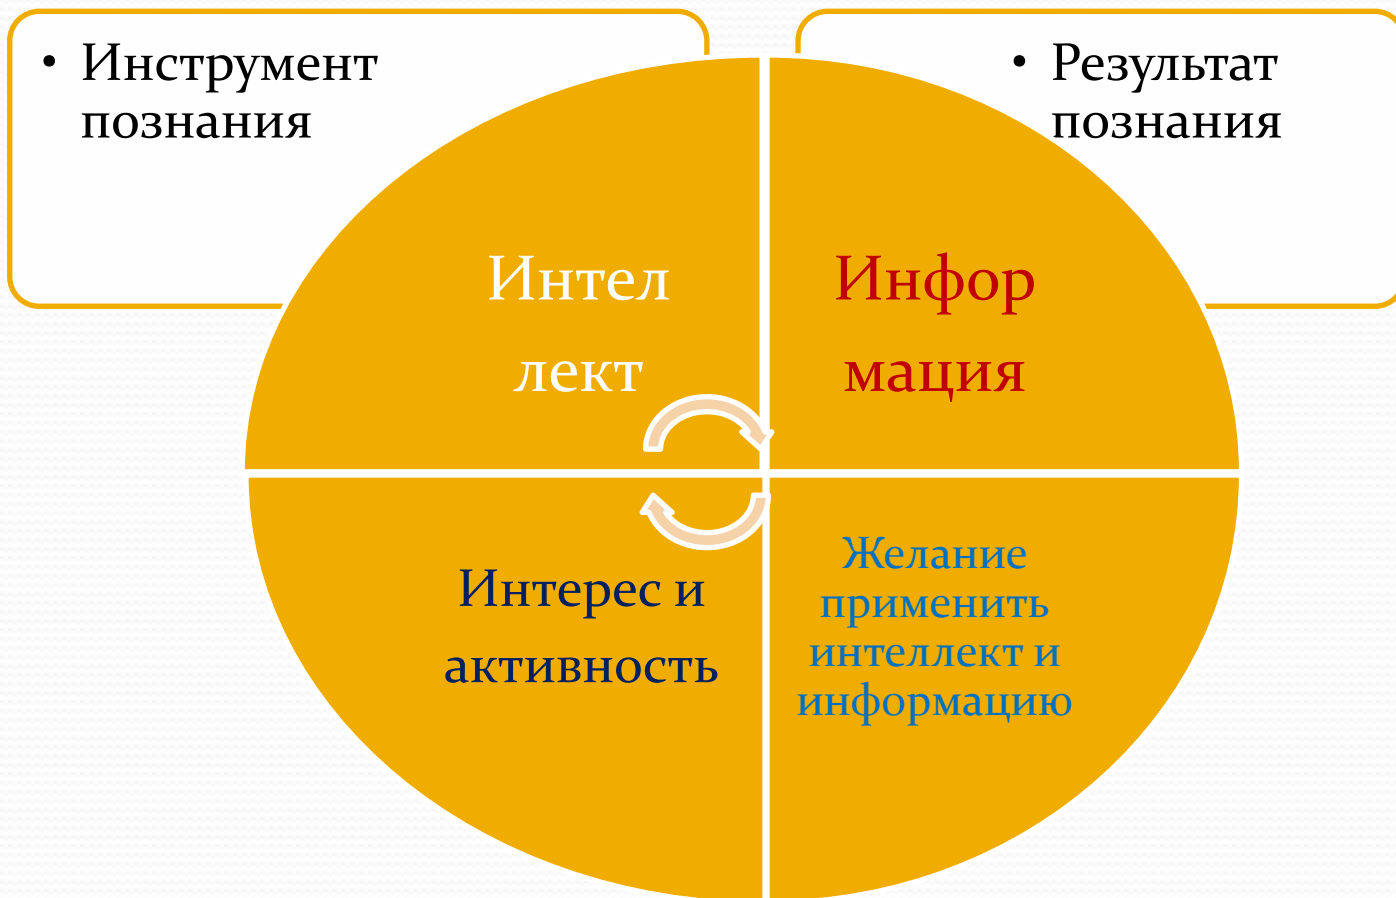 • Инструмент
познания
• Результат
познания
Интел
лект
Инфор
мация
Интерес и
активность
Желание
применить
интеллект и
информацию